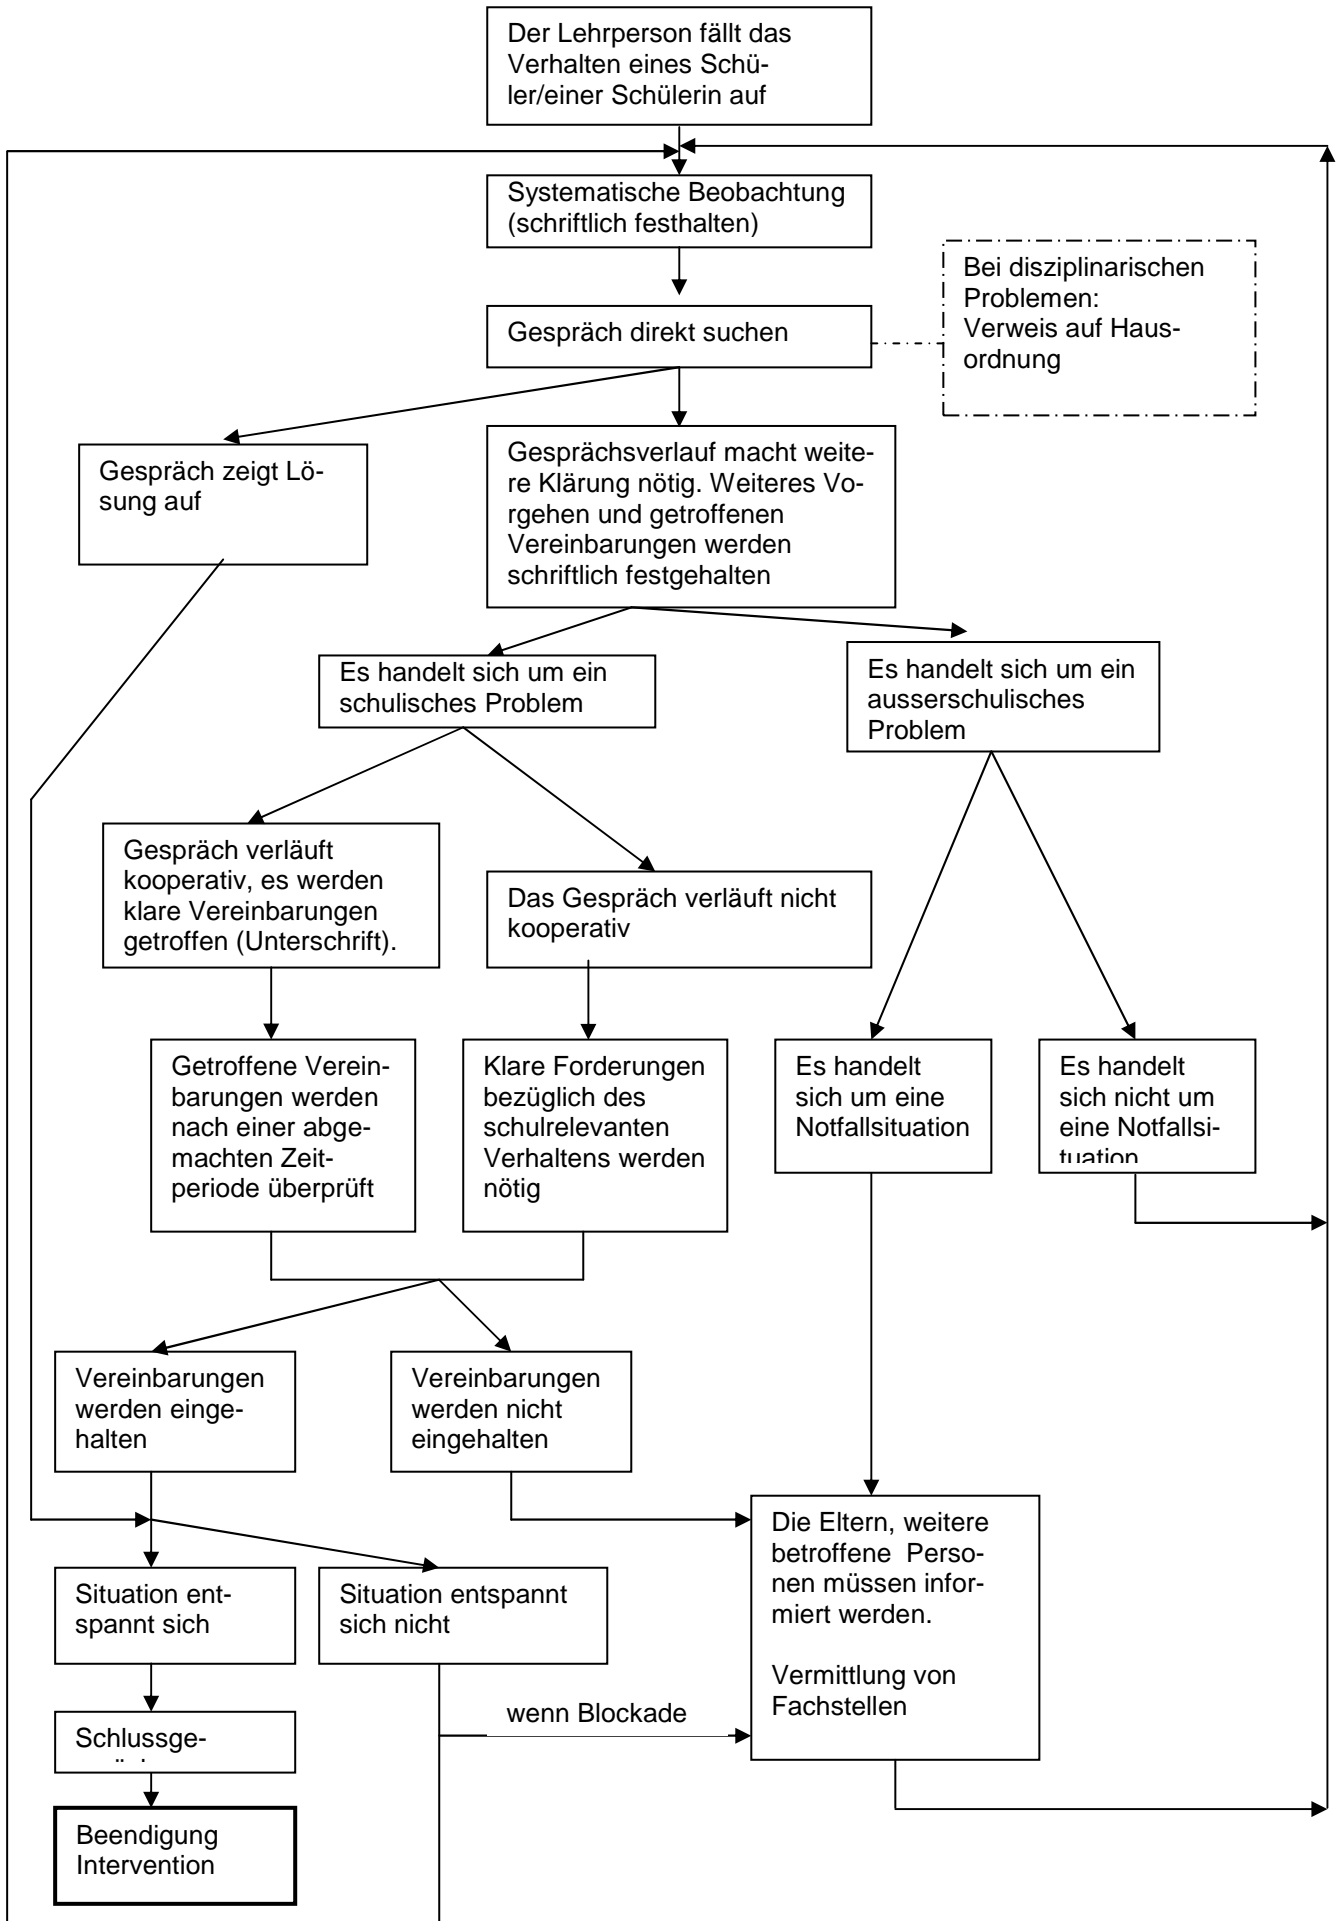 Der Lehrperson fällt das
Verhalten eines Schü-
ler/einer Schülerin auf
Systematische Beobachtung
(schriftlich festhalten)
Bei disziplinarischen
Problemen:
Verweis auf Haus-
ordnung
Gespräch direkt suchen
Gespräch zeigt Lö-
sung auf
Gesprächsverlauf macht weite-
re Klärung nötig. Weiteres Vo-
rgehen und getroffenen
Vereinbarungen werden
schriftlich festgehalten
Es handelt sich um ein
schulisches Problem
Es handelt sich um ein
ausserschulisches
Problem
Gespräch verläuft
kooperativ, es werden
klare Vereinbarungen
getroffen (Unterschrift).
Das Gespräch verläuft nicht
kooperativ
Getroffene Verein-
barungen werden
nach einer abge-
machten Zeit-
periode überprüft
Klare Forderungen
bezüglich des
schulrelevanten
Verhaltens werden
nötig
Es handelt
sich um eine
Notfallsituation
Es handelt
sich nicht um
eine Notfallsi-
tuation
Vereinbarungen
werden einge-
halten
Vereinbarungen
werden nicht
eingehalten
Die Eltern, weitere
betroffene Perso-
nen müssen infor-
miert werden.
Vermittlung von
Fachstellen
Situation ent-
spannt sich
Situation entspannt
sich nicht
wenn Blockade
Schlussge-
Beendigung
Intervention